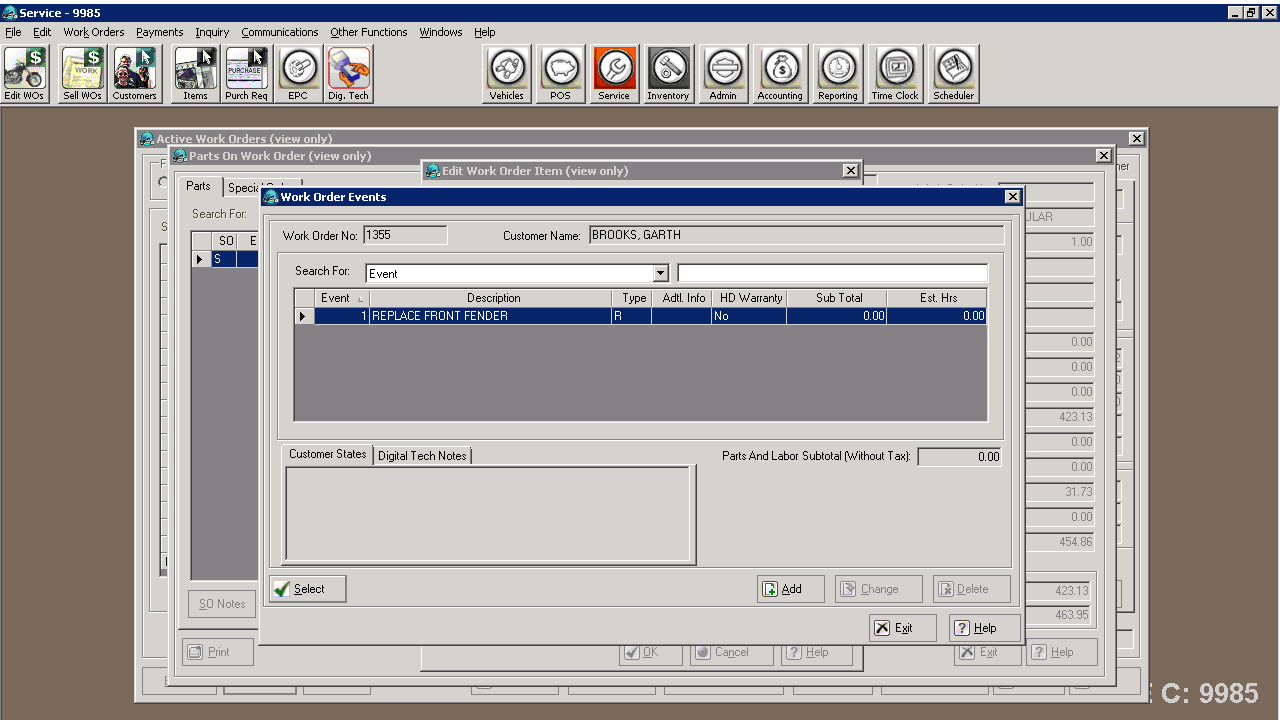 Service - 9985
File Edit Work Orders Payments Inquiry Communications Other Functions Windows Help
WORK PURCHASE
Edit WOs Sell WOs Customers Items Purch Req EPC Dig. Tech Vehicles POS Service Inventory Admin Accounting Reporting Time Clock Scheduler
Active Work Orders (view only)
Parts On Work Order (view only)
Edit Work Order Item (view only)
Parts
Work Order Events
Search For:
SO
S
Work Order No: 1355 Customer Name: BROOKS, GARTH
Search For: Event
Event Description Type Adtl. Info HD Warranty Sub Total Est. Hrs
1 REPLACE FRONT FENDER R No 0.00 0.00
Customer States Digital Tech Notes
Parts And Labor Subtotal (Without Tax): 0.00
Select Add Change Delete
Exit Help
1.00
0.00
0.00
0.00
423.13
0.00
0.00
31.73
0.00
454.86
423.13
463.95
SO Notes
Print OK Cancel Help Exit Help
C: 9985